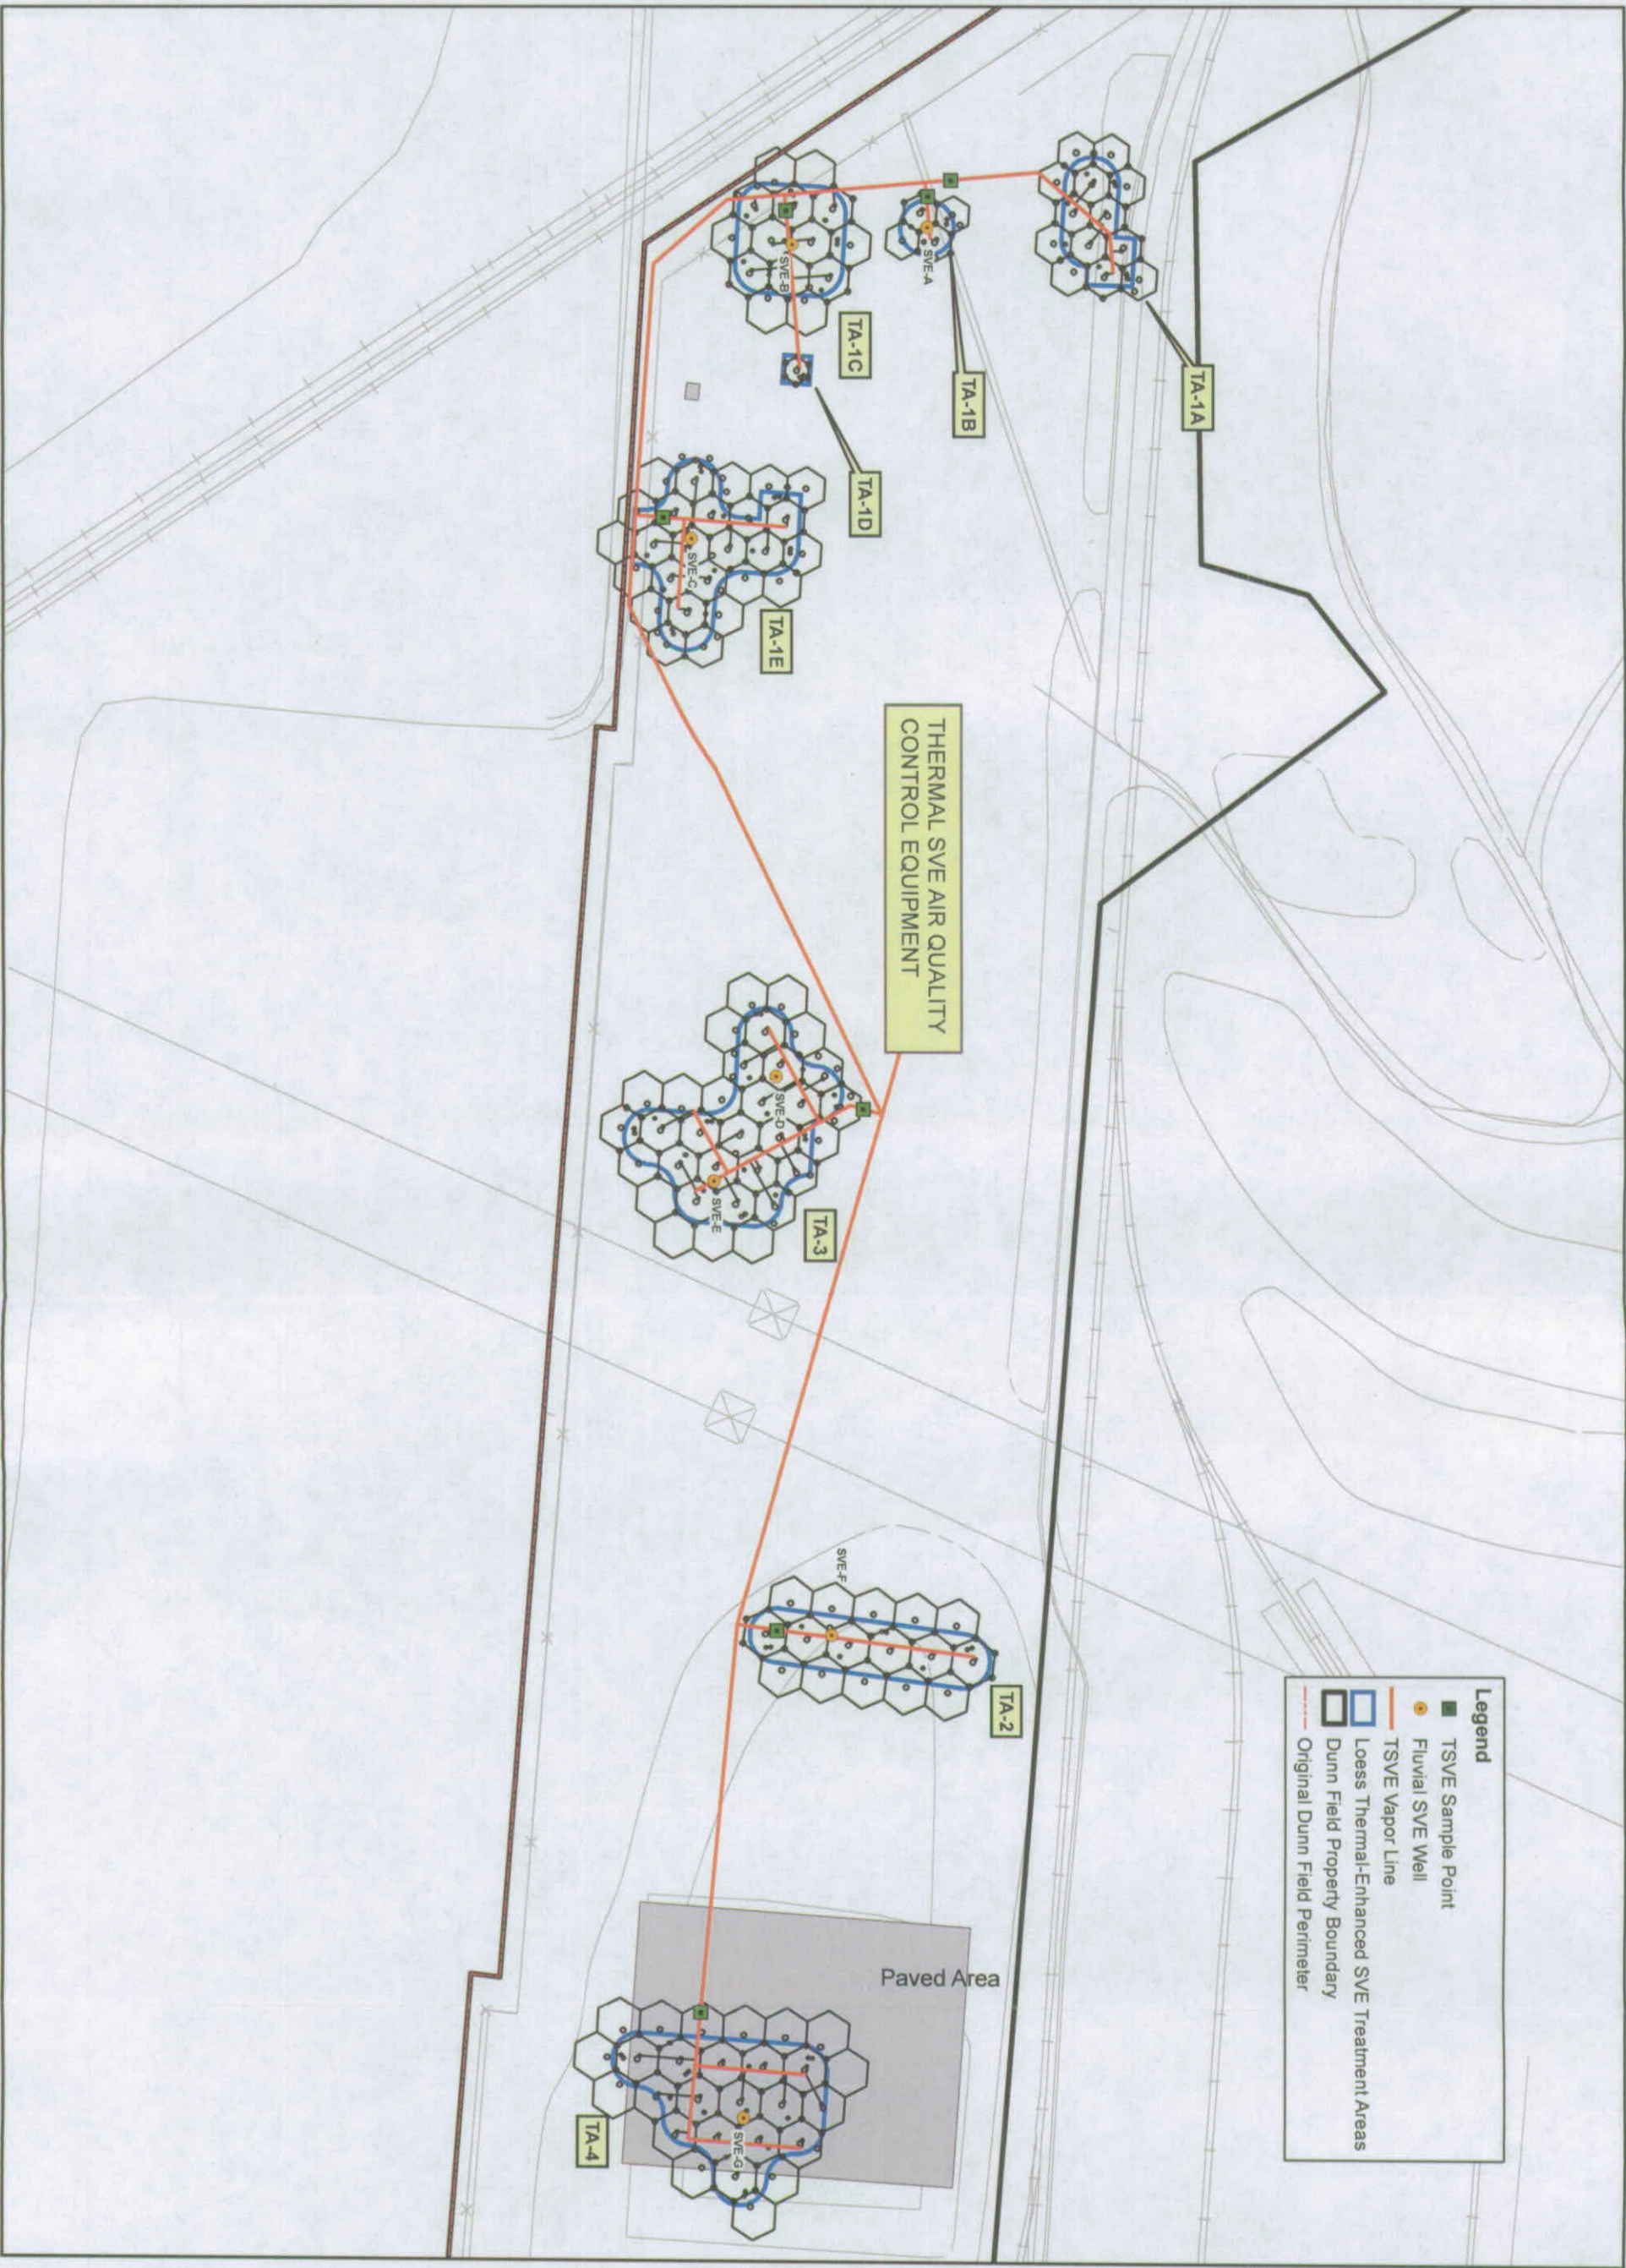 TA-1A
TA-1B
SVE-A
TA-1C
SVE-B
TA-1D
TA-1E
SVE-C
THERMAL SVE AIR QUALITY
CONTROL EQUIPMENT
TA-3
SVE-D
SVE-E
TA-2
SVE-F
Paved Area
TA-4
SVE-G
Legend
TSVE Sample Point
Fluvial SVE Well
TSVE Vapor Line
Loess Thermal-Enhanced SVE Treatment Areas
Dunn Field Property Boundary
Original Dunn Field Perimeter